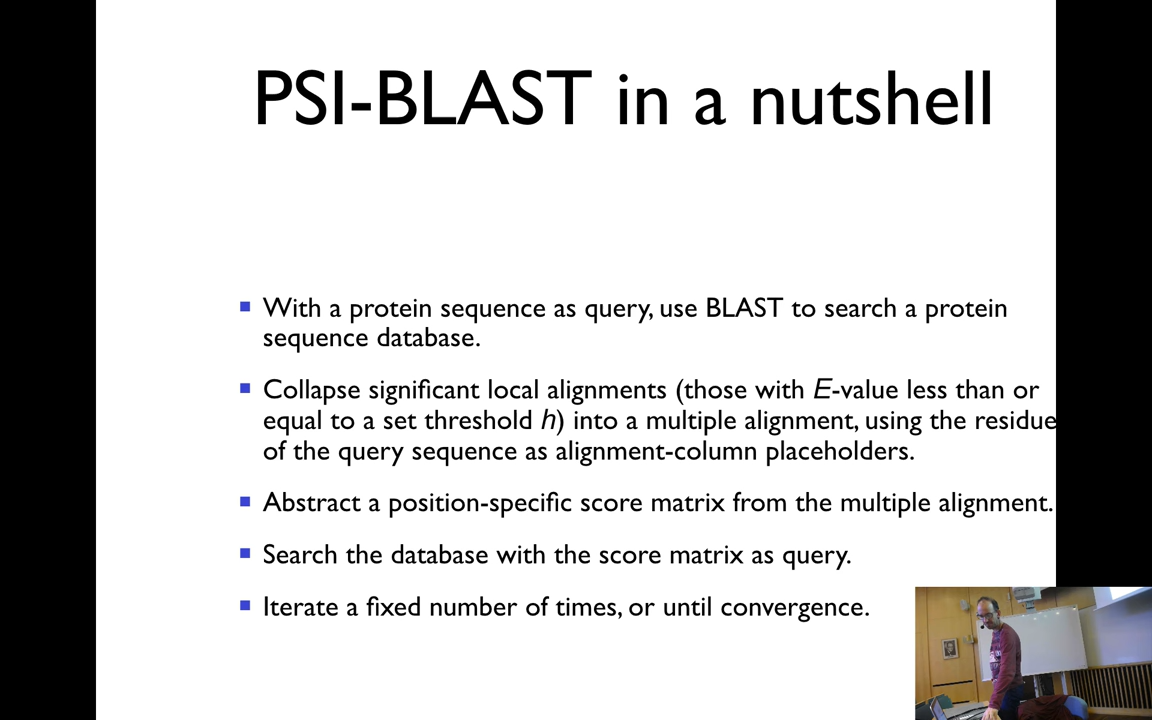 PSI-BLAST in a nutshell
With a protein sequence as query, use BLAST to search a protein
sequence database.
Collapse significant local alignments (those with E-value less than or
equal to a set threshold h) into a multiple alignment, using the residue
of the query sequence as alignment-column placeholders.
Abstract a position-specific score matrix from the multiple alignment.
Search the database with the score matrix as query.
Iterate a fixed number of times, or until convergence.